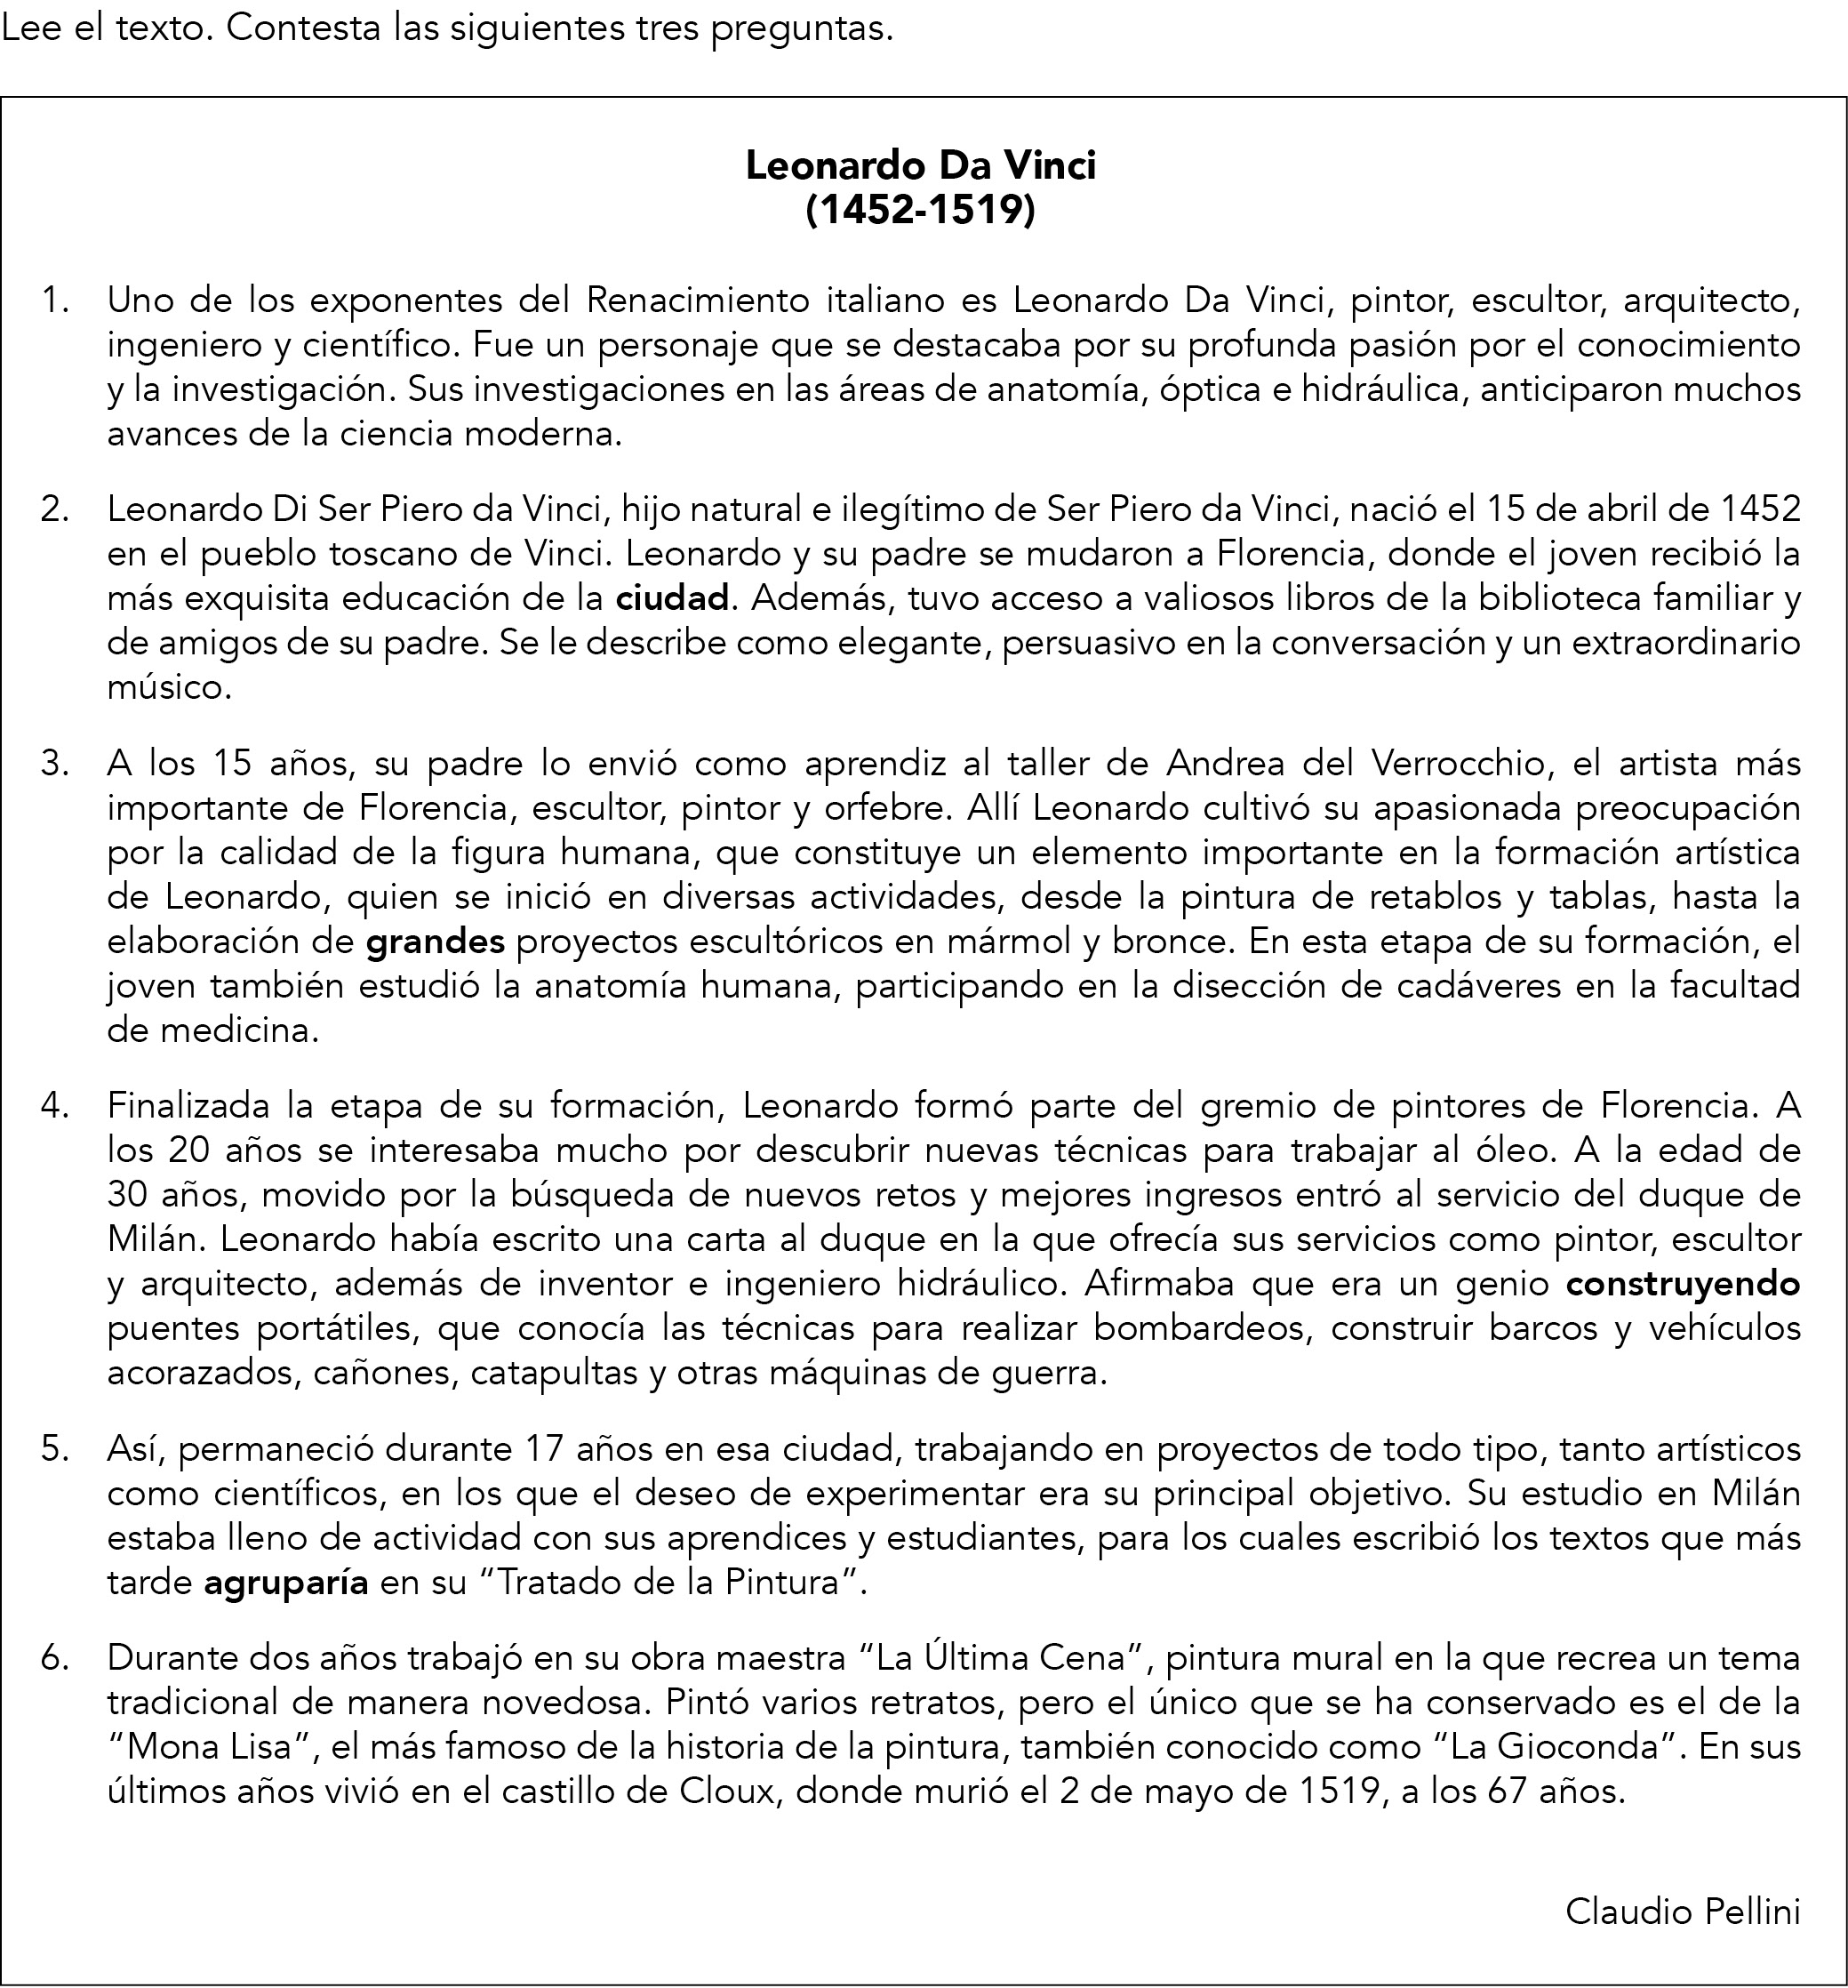 Lee el texto. Contesta las siguientes tres preguntas.
Leonardo Da Vinci
(1452-1519)
1. Uno de los exponentes del Renacimiento italiano es Leonardo Da Vinci, pintor, escultor, arquitecto,
ingeniero y científico. Fue un personaje que se destacaba por su profunda pasión por el conocimiento
y la investigación. Sus investigaciones en las áreas de anatomía, óptica e hidráulica, anticiparon muchos
avances de la ciencia moderna.
2. Leonardo Di Ser Piero da Vinci, hijo natural e ilegítimo de Ser Piero da Vinci, nació el 15 de abril de 1452
en el pueblo toscano de Vinci. Leonardo y su padre se mudaron a Florencia, donde el joven recibió la
más exquisita educación de la ciudad. Además, tuvo acceso a valiosos libros de la biblioteca familiar y
de amigos de su padre. Se le describe como elegante, persuasivo en la conversación y un extraordinario
músico.
3. A los 15 años, su padre lo envió como aprendiz al taller de Andrea del Verrocchio, el artista más
importante de Florencia, escultor, pintor y orfebre. Allí Leonardo cultivó su apasionada preocupación
por la calidad de la figura humana, que constituye un elemento importante en la formación artística
de Leonardo, quien se inició en diversas actividades, desde la pintura de retablos y tablas, hasta la
elaboración de grandes proyectos escultóricos en mármol y bronce. En esta etapa de su formación, el
joven también estudió la anatomía humana, participando en la disección de cadáveres en la facultad
de medicina.
4. Finalizada la etapa de su formación, Leonardo formó parte del gremio de pintores de Florencia. A
los 20 años se interesaba mucho por descubrir nuevas técnicas para trabajar al óleo. A la edad de
30 años, movido por la búsqueda de nuevos retos y mejores ingresos entró al servicio del duque de
Milán. Leonardo había escrito una carta al duque en la que ofrecía sus servicios como pintor, escultor
y arquitecto, además de inventor e ingeniero hidráulico. Afirmaba que era un genio construyendo
puentes portátiles, que conocía las técnicas para realizar bombardeos, construir barcos y vehículos
acorazados, cañones, catapultas y otras máquinas de guerra.
5. Así, permaneció durante 17 años en esa ciudad, trabajando en proyectos de todo tipo, tanto artísticos
como científicos, en los que el deseo de experimentar era su principal objetivo. Su estudio en Milán
estaba lleno de actividad con sus aprendices y estudiantes, para los cuales escribió los textos que más
tarde agruparía en su “Tratado de la Pintura”.
6. Durante dos años trabajó en su obra maestra “La Última Cena”, pintura mural en la que recrea un tema
tradicional de manera novedosa. Pintó varios retratos, pero el único que se ha conservado es el de la
“Mona Lisa”, el más famoso de la historia de la pintura, también conocido como “La Gioconda”. En sus
últimos años vivió en el castillo de Cloux, donde murió el 2 de mayo de 1519, a los 67 años.
Claudio Pellini